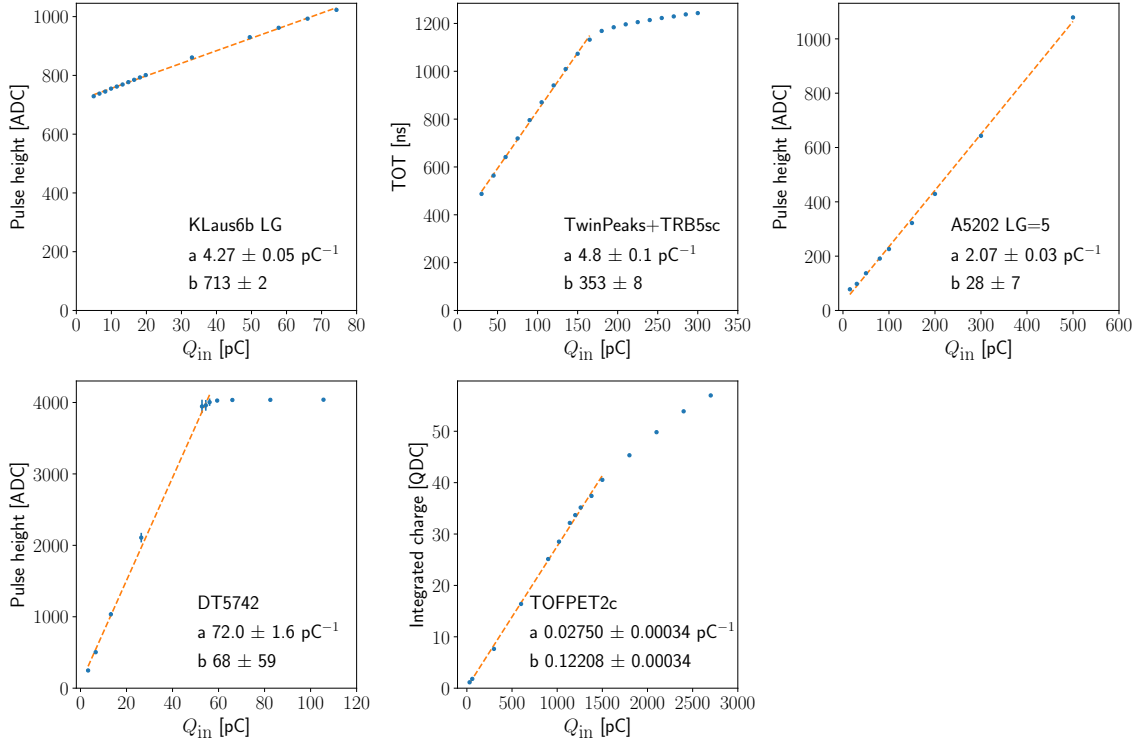 1000
800
600
400
200
0
Pulse height [ADC]
KLaus6b LG
a 4.27 ± 0.05 pC⁻¹
b 713 ± 2
0 10 20 30 40 50 60 70 80
Q_in [pC]
1200
1000
800
600
400
200
0
TOT [ns]
TwinPeaks+TRB5sc
a 4.8 ± 0.1 pC⁻¹
b 353 ± 8
0 50 100 150 200 250 300 350
Q_in [pC]
1000
800
600
400
200
0
Pulse height [ADC]
A5202 LG=5
a 2.07 ± 0.03 pC⁻¹
b 28 ± 7
0 100 200 300 400 500 600
Q_in [pC]
4000
3000
2000
1000
0
Pulse height [ADC]
DT5742
a 72.0 ± 1.6 pC⁻¹
b 68 ± 59
0 20 40 60 80 100 120
Q_in [pC]
50
40
30
20
10
0
Integrated charge [QDC]
TOFPET2c
a 0.02750 ± 0.00034 pC⁻¹
b 0.12208 ± 0.00034
0 500 1000 1500 2000 2500 3000
Q_in [pC]